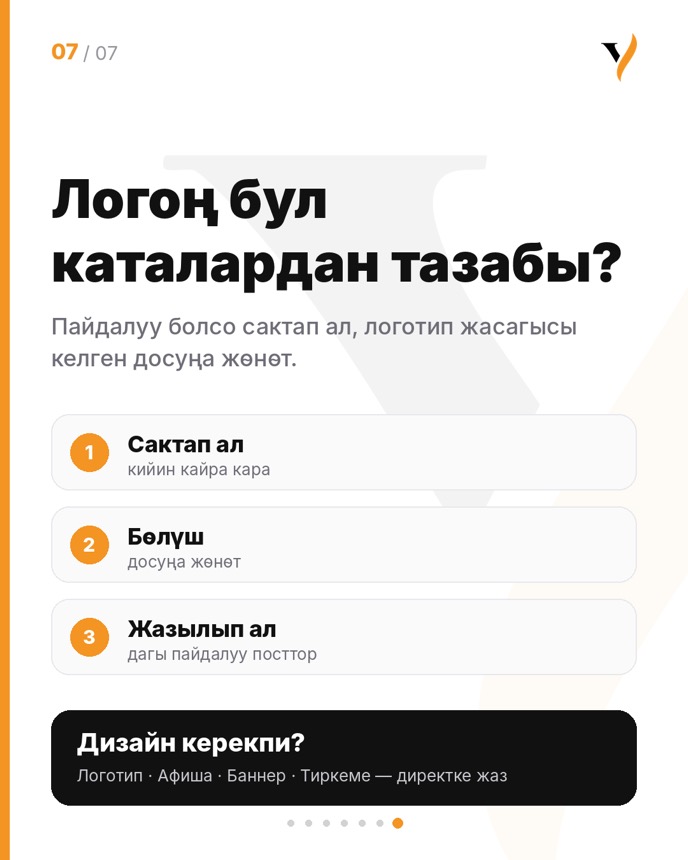 07 / 07
Логоң бул
каталардан тазабы?
Пайдалуу болсо сактап ал, логотип жасагысы
келген досуңа жөнөт.
1 Сактап ал
кийин кайра кара
2 Бөлүш
досуңа жөнөт
3 Жазылып ал
дагы пайдалуу посттор
Дизайн керекпи?
Логотип · Афиша · Баннер · Тиркеме — директке жаз